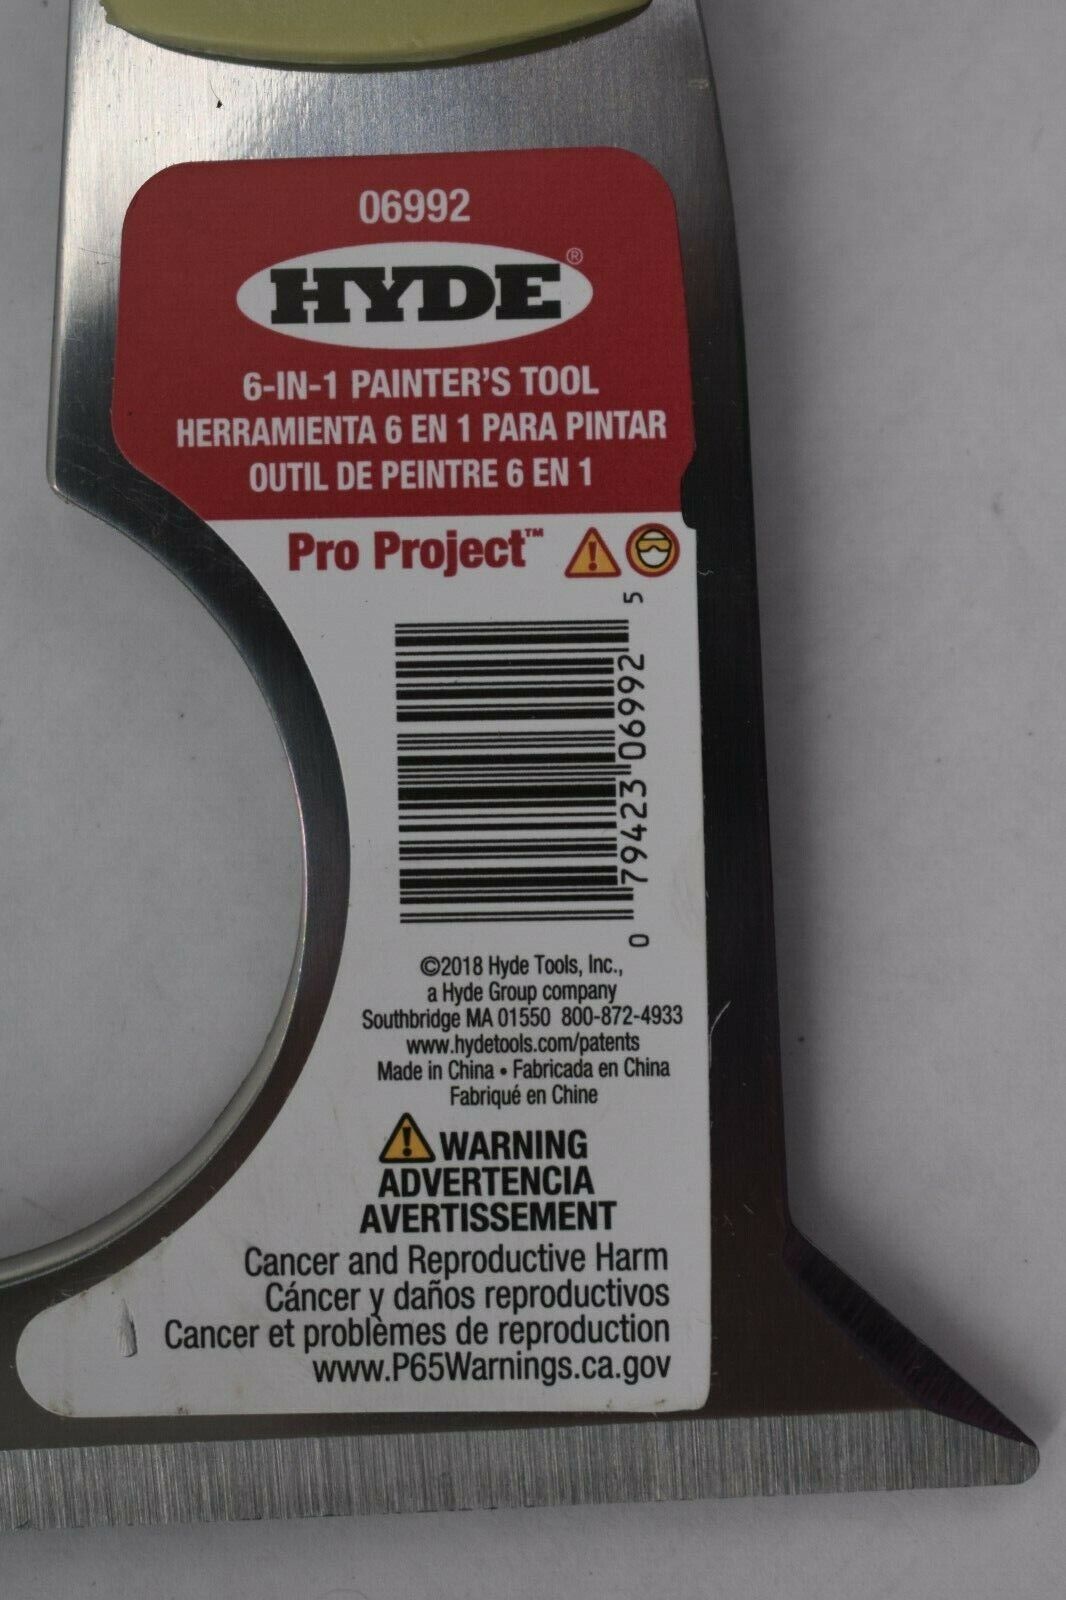 06992
HYDE®
6-IN-1 PAINTER'S TOOL
HERRAMIENTA 6 EN 1 PARA PINTAR
OUTIL DE PEINTRE 6 EN 1
Pro Project™
0 79423 06992 5
©2018 Hyde Tools, Inc.,
a Hyde Group company
Southbridge MA 01550 800-872-4933
www.hydetools.com/patents
Made in China • Fabricada en China
Fabriqué en Chine
WARNING
ADVERTENCIA
AVERTISSEMENT
Cancer and Reproductive Harm
Cáncer y daños reproductivos
Cancer et problèmes de reproduction
www.P65Warnings.ca.gov